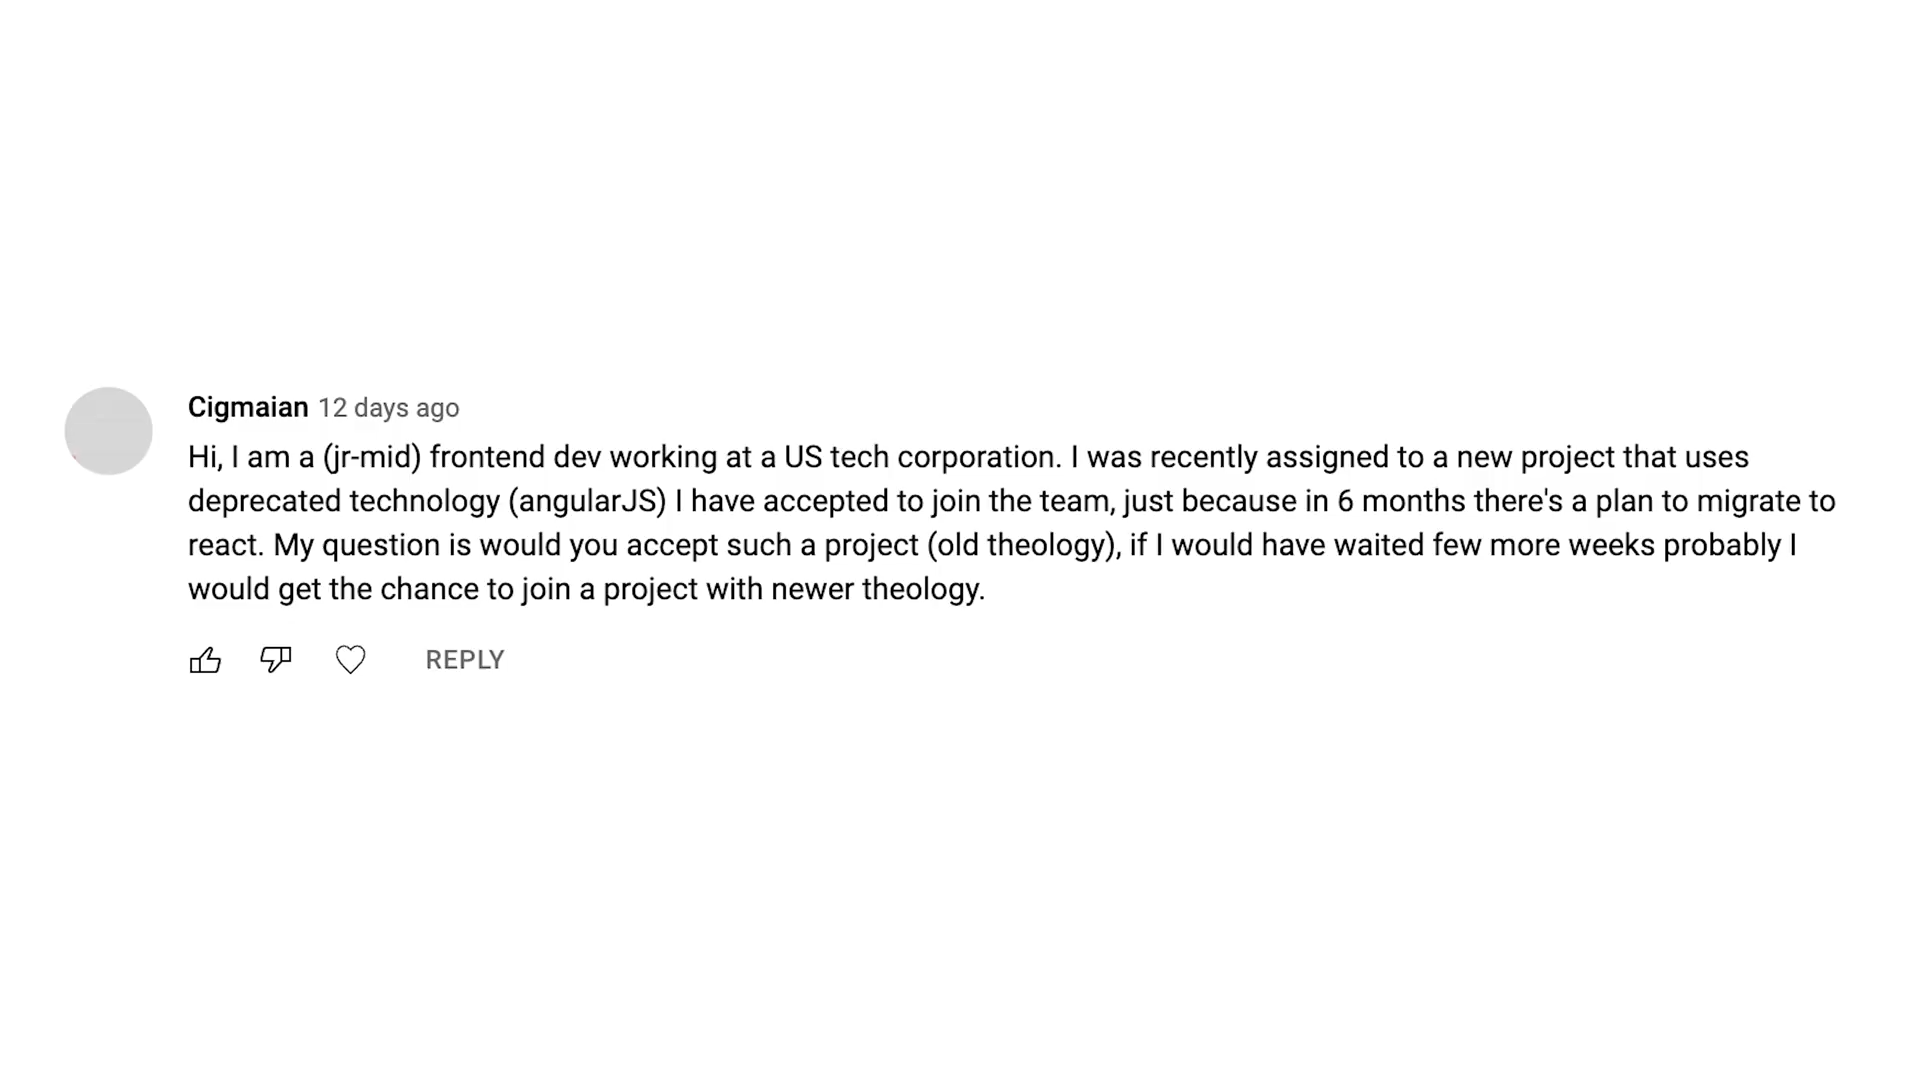 Cigmaian 12 days ago
Hi, I am a (jr-mid) frontend dev working at a US tech corporation. I was recently assigned to a new project that uses
deprecated technology (angularJS) I have accepted to join the team, just because in 6 months there's a plan to migrate to
react. My question is would you accept such a project (old theology), if I would have waited few more weeks probably I
would get the chance to join a project with newer theology.
REPLY